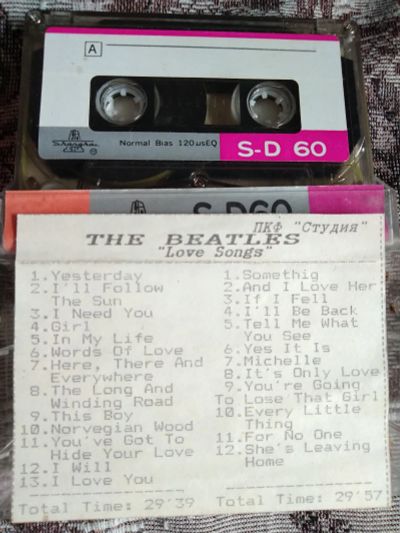 A
Shanghai
Normal Bias 120µsEQ
S-D 60
S-D60
ПКФ "Студия"
THE BEATLES
"Love Songs"
1.Yesterday
2.I'll Follow
The Sun
3.I Need You
4.Girl
5.In My Life
6.Words Of Love
7.Here, There And
Everywhere
8.The Long And
Winding Road
9.This Boy
10.Norvegian Wood
11.You've Got To
Hide Your Love
12.I Will
13.I Love You
Total Time: 29'39
1.Somethig
2.And I Love Her
3.If I Fell
4.I'll Be Back
5.Tell Me What
You See
6.Yes It Is
7.Michelle
8.It's Only Love
9.You're Going
To Lose That Girl
10.Every Little
Thing
11.For No One
12.She's Leaving
Home
Total Time: 29'57